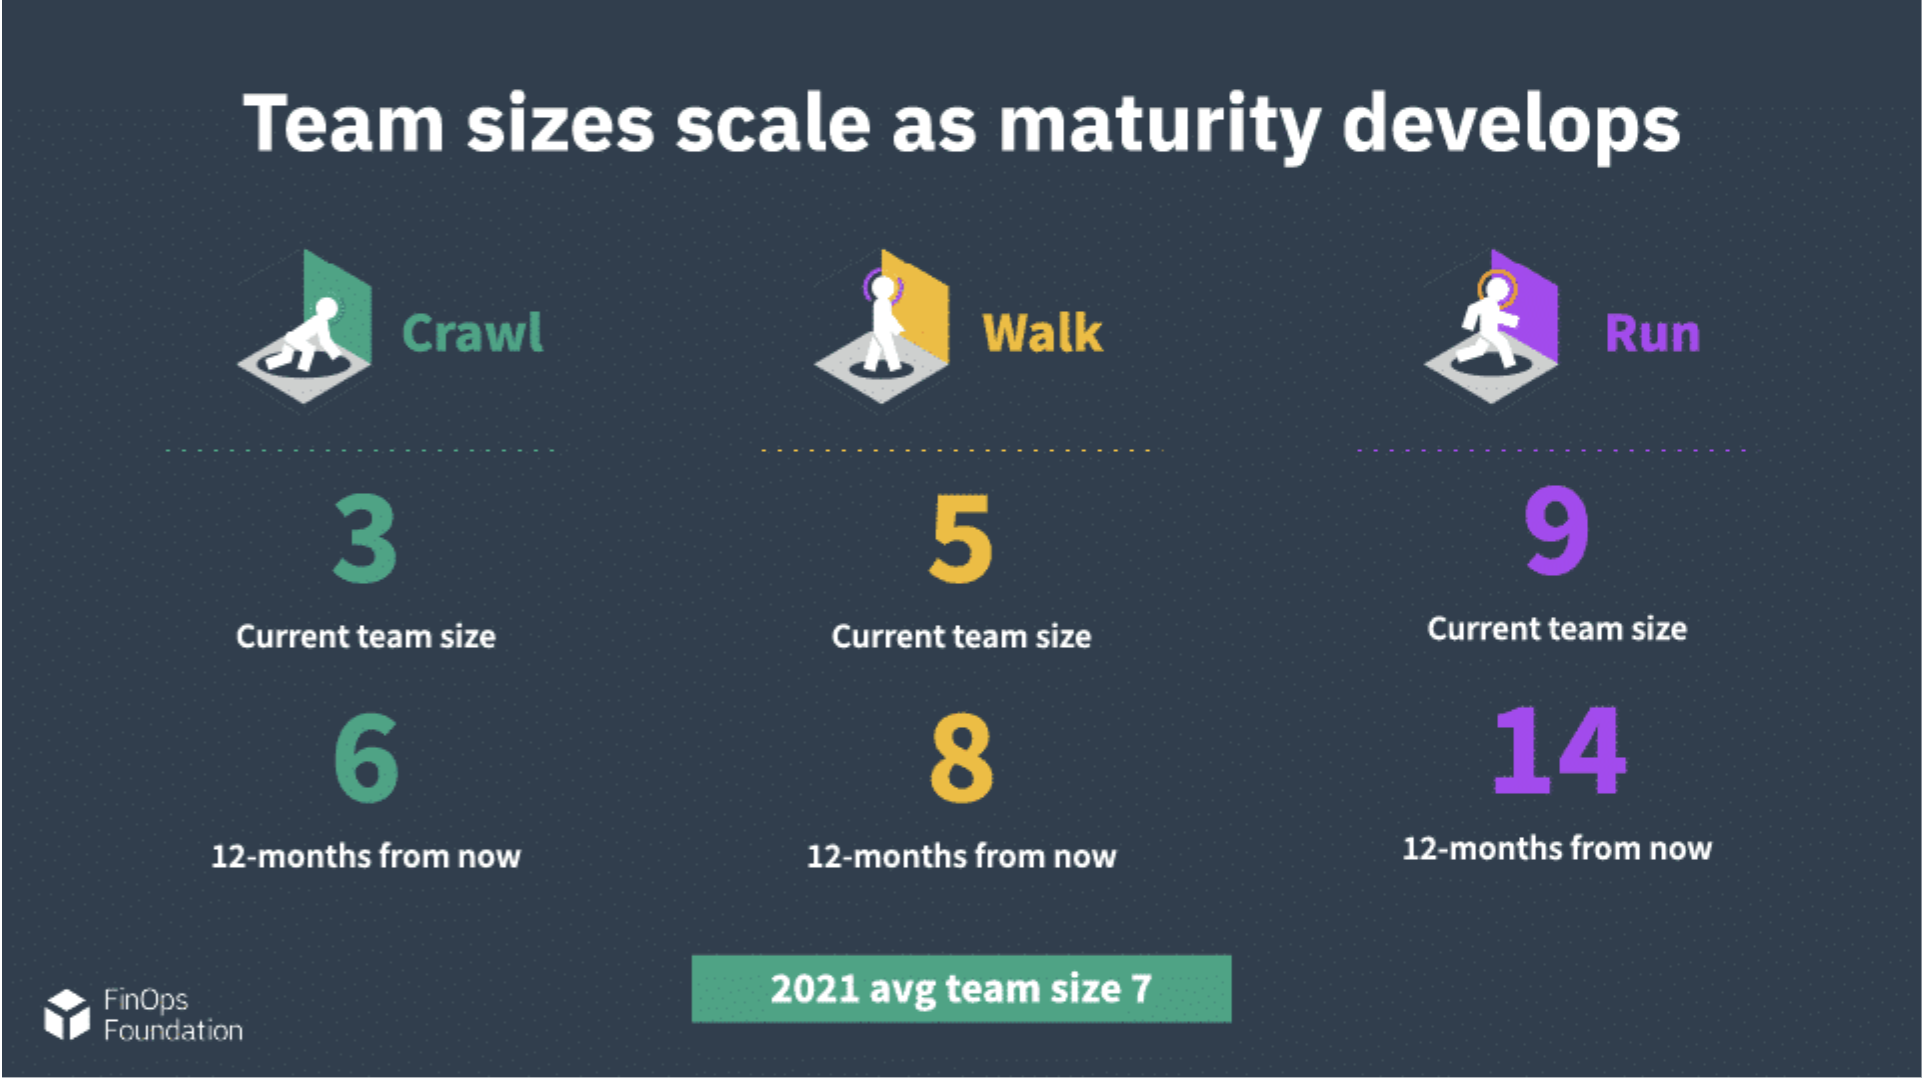 Team sizes scale as maturity develops
Crawl
Walk
Run
3
Current team size
6
12-months from now
5
Current team size
8
12-months from now
9
Current team size
14
12-months from now
2021 avg team size 7
FinOps
Foundation